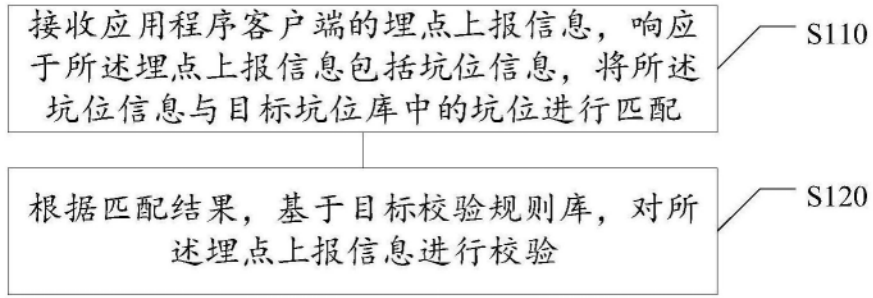 接收应用程序客户端的埋点上报信息，响应
于所述埋点上报信息包括坑位信息，将所述
坑位信息与目标坑位库中的坑位进行匹配
S110
根据匹配结果，基于目标校验规则库，对所
述埋点上报信息进行校验
S120